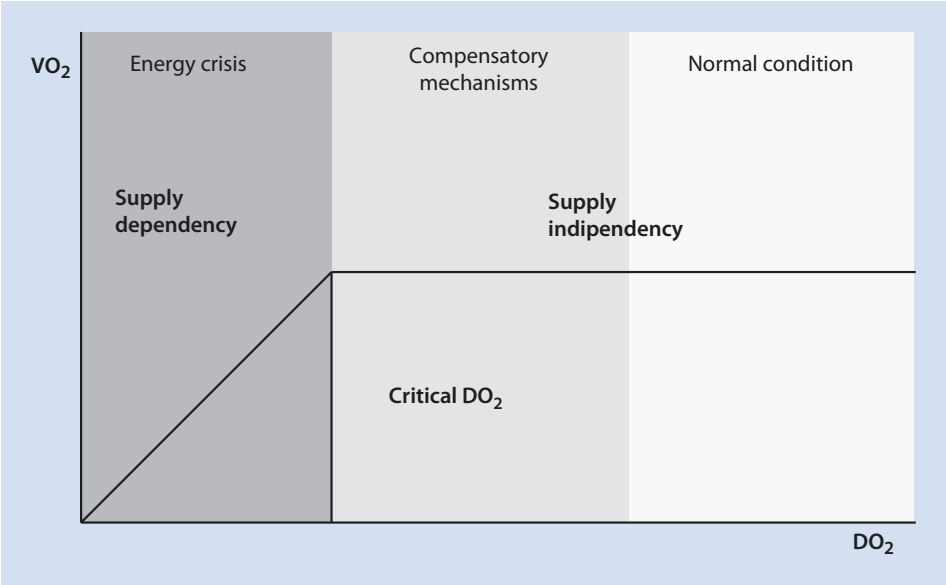 VO₂
Energy crisis
Compensatory
mechanisms
Normal condition
Supply
dependency
Supply
indipendency
Critical DO₂
DO₂